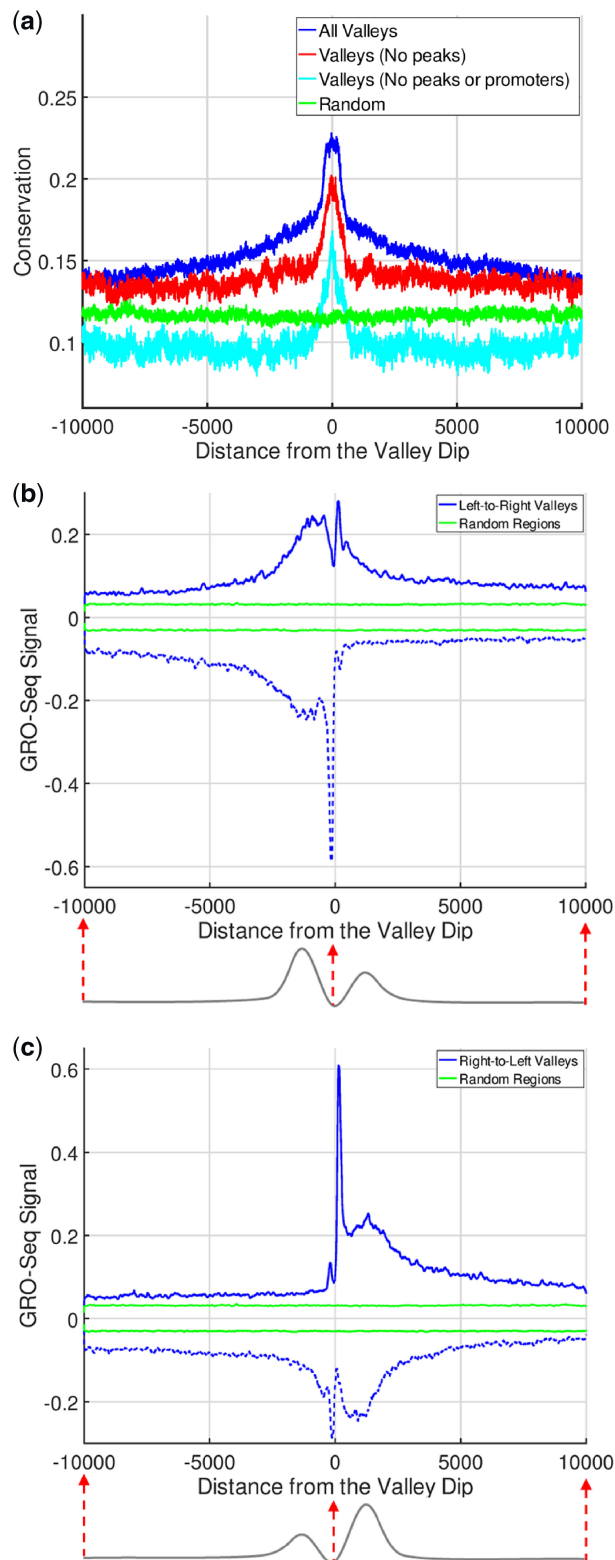 (a)
All Valleys
Valleys (No peaks)
Valleys (No peaks or promoters)
Random
0.25
0.2
0.15
0.1
Conservation
-10000 -5000 0 5000 10000
Distance from the Valley Dip
(b)
Left-to-Right Valleys
Random Regions
0.2
0
-0.2
-0.4
-0.6
GRO-Seq Signal
-10000 -5000 0 5000 10000
Distance from the Valley Dip
(c)
Right-to-Left Valleys
Random Regions
0.6
0.4
0.2
0
-0.2
GRO-Seq Signal
-10000 -5000 0 5000 10000
Distance from the Valley Dip